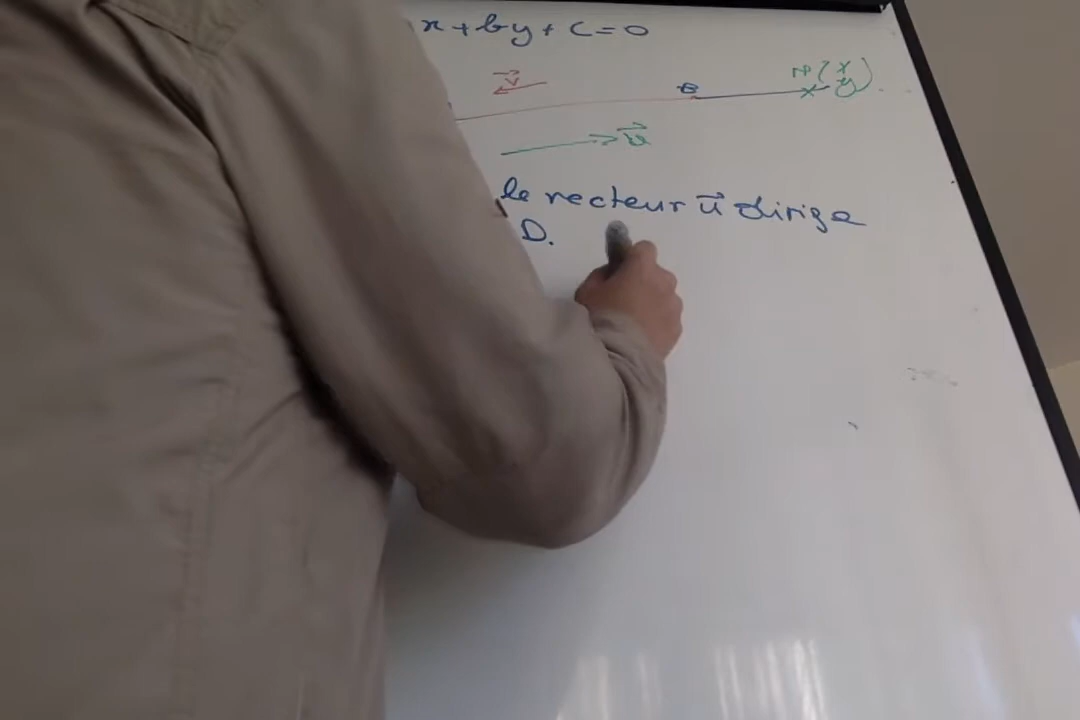 x+by+c=0
v
B
M(x
y)
u
le vecteur u dirige
D.